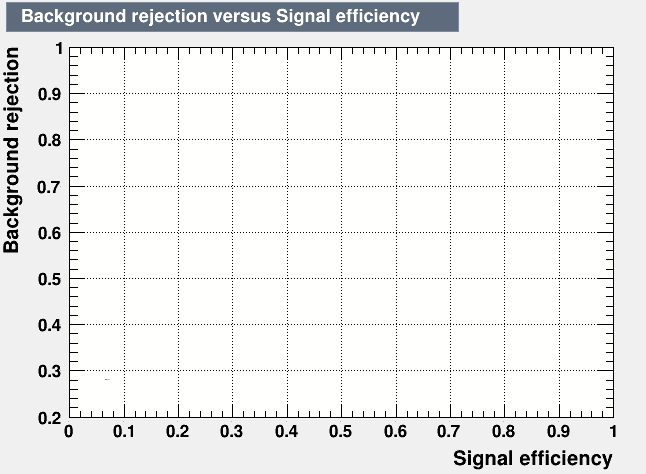 Background rejection versus Signal efficiency
Background rejection
1
0.9
0.8
0.7
0.6
0.5
0.4
0.3
0.2
0 0.1 0.2 0.3 0.4 0.5 0.6 0.7 0.8 0.9 1
Signal efficiency